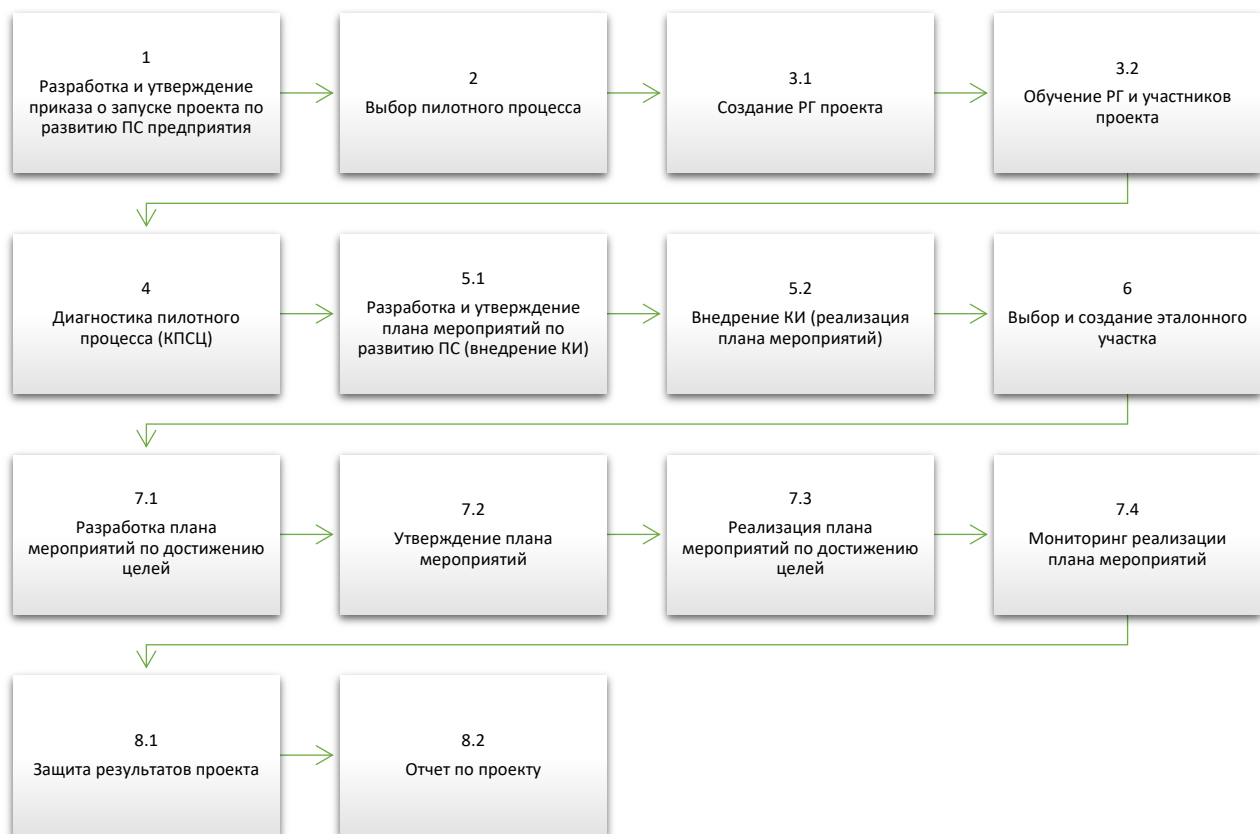 1
Разработка и утверждение
приказа о запуске проекта по
развитию ПС предприятия
2
Выбор пилотного процесса
3.1
Создание РГ проекта
3.2
Обучение РГ и участников
проекта
4
Диагностика пилотного
процесса (КПСЦ)
5.1
Разработка и утверждение
плана мероприятий по
развитию ПС (внедрение КИ)
5.2
Внедрение КИ (реализация
плана мероприятий)
6
Выбор и создание эталонного
участка
7.1
Разработка плана
мероприятий по достижению
целей
7.2
Утверждение плана
мероприятий
7.3
Реализация плана
мероприятий по достижению
целей
7.4
Мониторинг реализации
плана мероприятий
8.1
Защита результатов проекта
8.2
Отчет по проекту